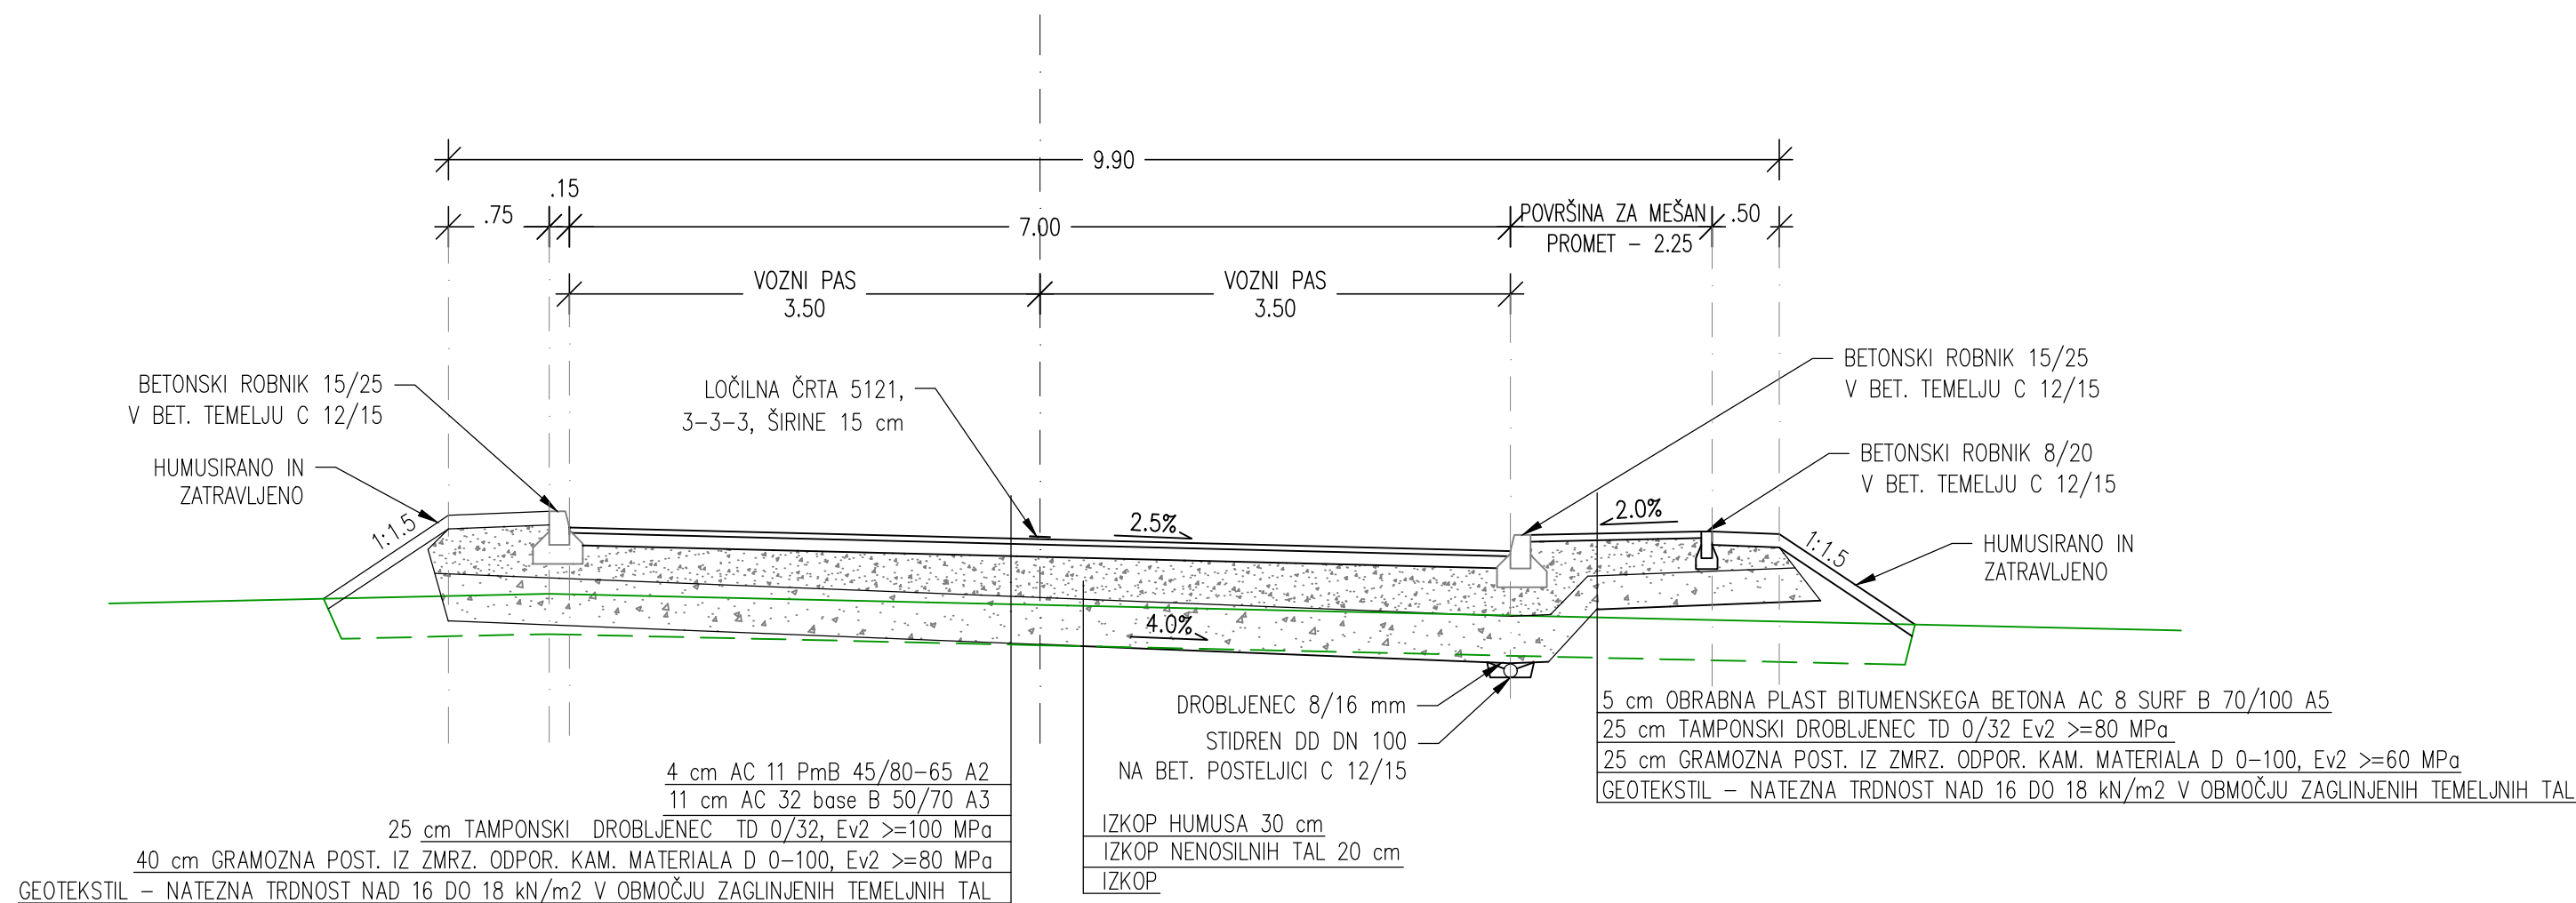 9.90
.15
.75
7.00
POVRŠINA ZA MEŠAN
PROMET – 2.25
.50
VOZNI PAS
3.50
VOZNI PAS
3.50
BETONSKI ROBNIK 15/25
V BET. TEMELJU C 12/15
HUMUSIRANO IN
ZATRAVLJENO
LOČILNA ČRTA 5121,
3–3–3, ŠIRINE 15 cm
BETONSKI ROBNIK 15/25
V BET. TEMELJU C 12/15
BETONSKI ROBNIK 8/20
V BET. TEMELJU C 12/15
HUMUSIRANO IN
ZATRAVLJENO
1:1.5
2.5%
2.0%
1:1.5
4.0%
DROBLJENEC 8/16 mm
STIDREN DD DN 100
NA BET. POSTELJICI C 12/15
5 cm OBRABNA PLAST BITUMENSKEGA BETONA AC 8 SURF B 70/100 A5
25 cm TAMPONSKI DROBLJENEC TD 0/32 Ev2 >=80 MPa
25 cm GRAMOZNA POST. IZ ZMRZ. ODPOR. KAM. MATERIALA D 0–100, Ev2 >=60 MPa
GEOTEKSTIL – NATEZNA TRDNOST NAD 16 DO 18 kN/m2 V OBMOČJU ZAGLINJENIH TEMELJNIH TAL
4 cm AC 11 PmB 45/80–65 A2
11 cm AC 32 base B 50/70 A3
25 cm TAMPONSKI DROBLJENEC TD 0/32, Ev2 >=100 MPa
40 cm GRAMOZNA POST. IZ ZMRZ. ODPOR. KAM. MATERIALA D 0–100, Ev2 >=80 MPa
GEOTEKSTIL – NATEZNA TRDNOST NAD 16 DO 18 kN/m2 V OBMOČJU ZAGLINJENIH TEMELJNIH TAL
IZKOP HUMUSA 30 cm
IZKOP NENOSILNIH TAL 20 cm
IZKOP